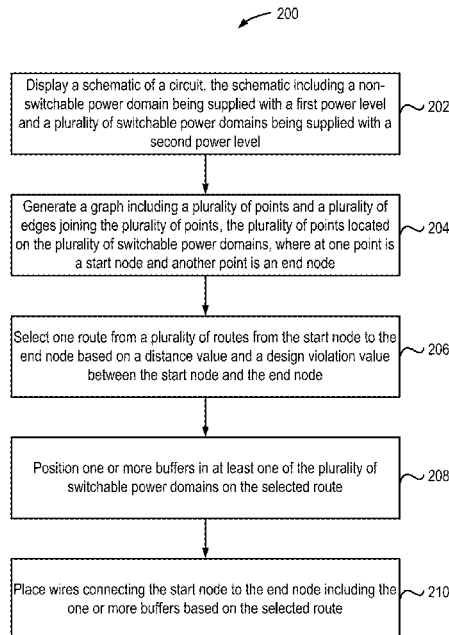 200
Display a schematic of a circuit, the schematic including a non-
switchable power domain being supplied with a first power level
and a plurality of switchable power domains being supplied with a
second power level
202
Generate a graph including a plurality of points and a plurality of
edges joining the plurality of points, the plurality of points located
on the plurality of switchable power domains, where at one point is
a start node and another point is an end node
204
Select one route from a plurality of routes from the start node to the
end node based on a distance value and a design violation value
between the start node and the end node
206
Position one or more buffers in at least one of the plurality of
switchable power domains on the selected route
208
Place wires connecting the start node to the end node including the
one or more buffers based on the selected route
210